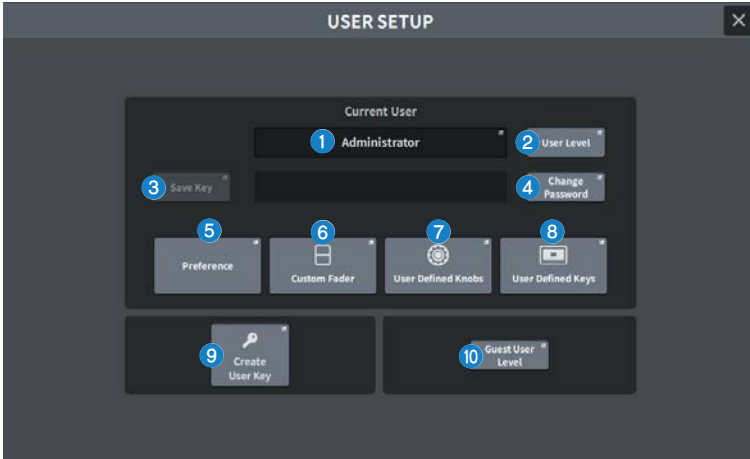 USER SETUP
Current User
1 Administrator
2 User Level
3 Save Key
4 Change
Password
5
Preference
6
Custom Fader
7
User Defined Knobs
8
User Defined Keys
9
Create
User Key
10 Guest User
Level